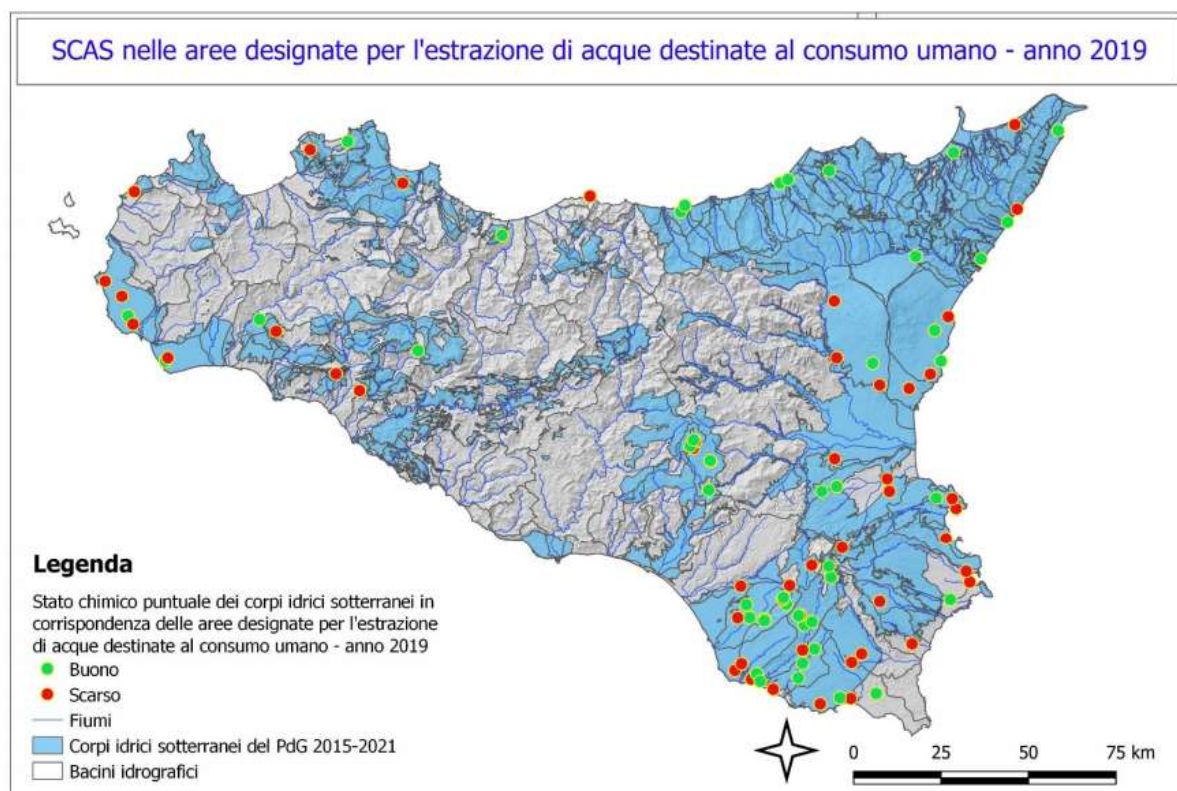 SCAS nelle aree designate per l'estrazione di acque destinate al consumo umano - anno 2019
Legenda
Stato chimico puntuale dei corpi idrici sotterranei in
corrispondenza delle aree designate per l'estrazione
di acque destinate al consumo umano - anno 2019
Buono
Scarso
Fiumi
Corpi idrici sotterranei del PdG 2015-2021
Bacini idrografici
0 25 50 75 km